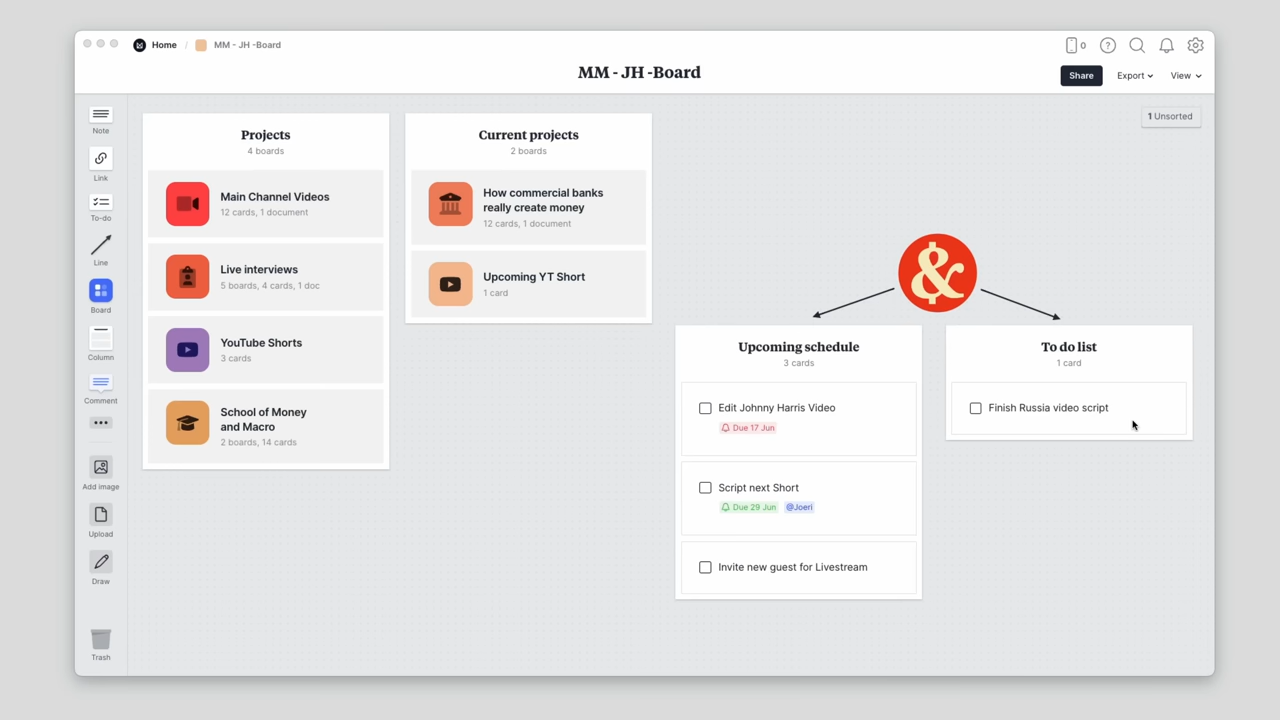 Home / MM - JH -Board
0
MM - JH -Board
Share
Export
View
Note
Link
To-do
Line
Board
Column
Comment
Add image
Upload
Draw
Trash
1 Unsorted
Projects
4 boards
Main Channel Videos
12 cards, 1 document
Live interviews
5 boards, 4 cards, 1 doc
YouTube Shorts
3 cards
School of Money
and Macro
2 boards, 14 cards
Current projects
2 boards
How commercial banks
really create money
12 cards, 1 document
Upcoming YT Short
1 card
&
Upcoming schedule
3 cards
Edit Johnny Harris Video
Due 17 Jun
Script next Short
Due 29 Jun @Joeri
Invite new guest for Livestream
To do list
1 card
Finish Russia video script